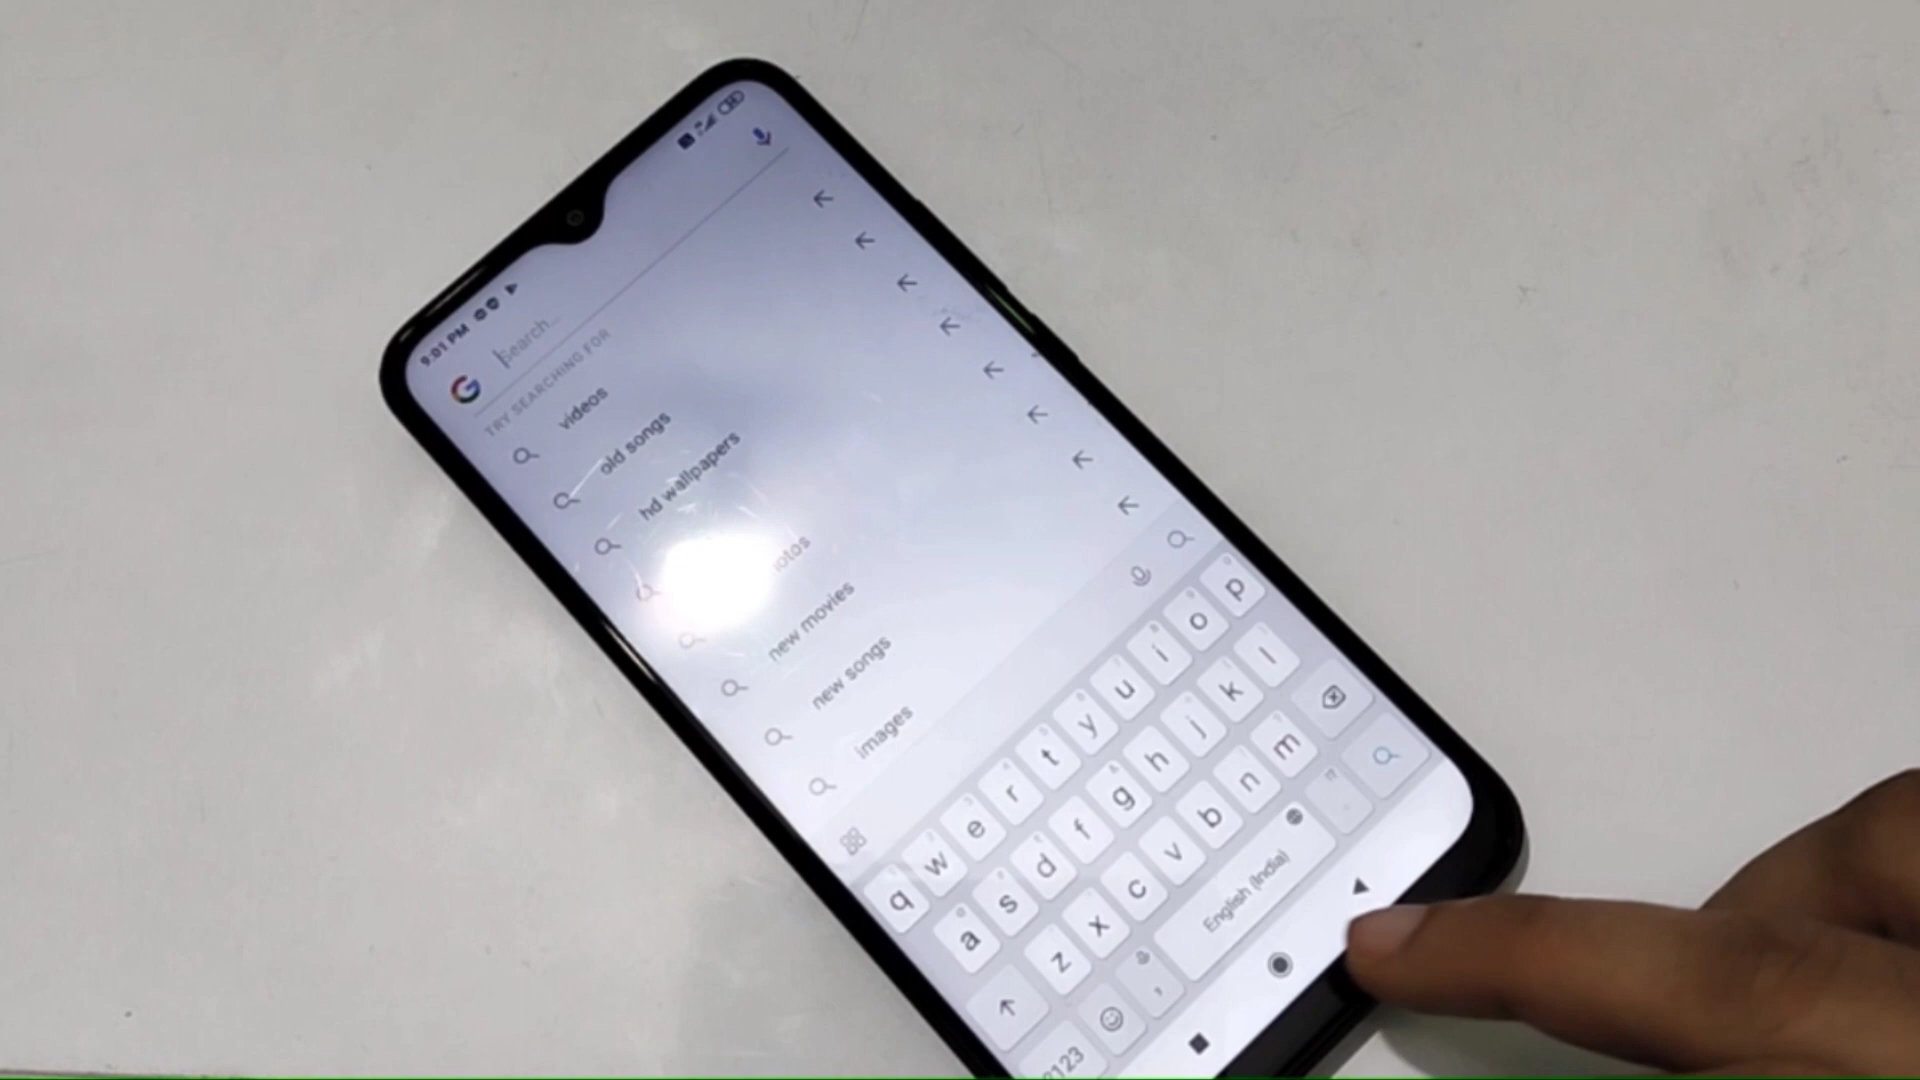 9:01 PM
G
Search...
TRY SEARCHING FOR
videos
old songs
hd wallpapers
new movies
new songs
images
q w e r t y u i o p
a s d f g h j k l
z x c v b n m
, English (India) .